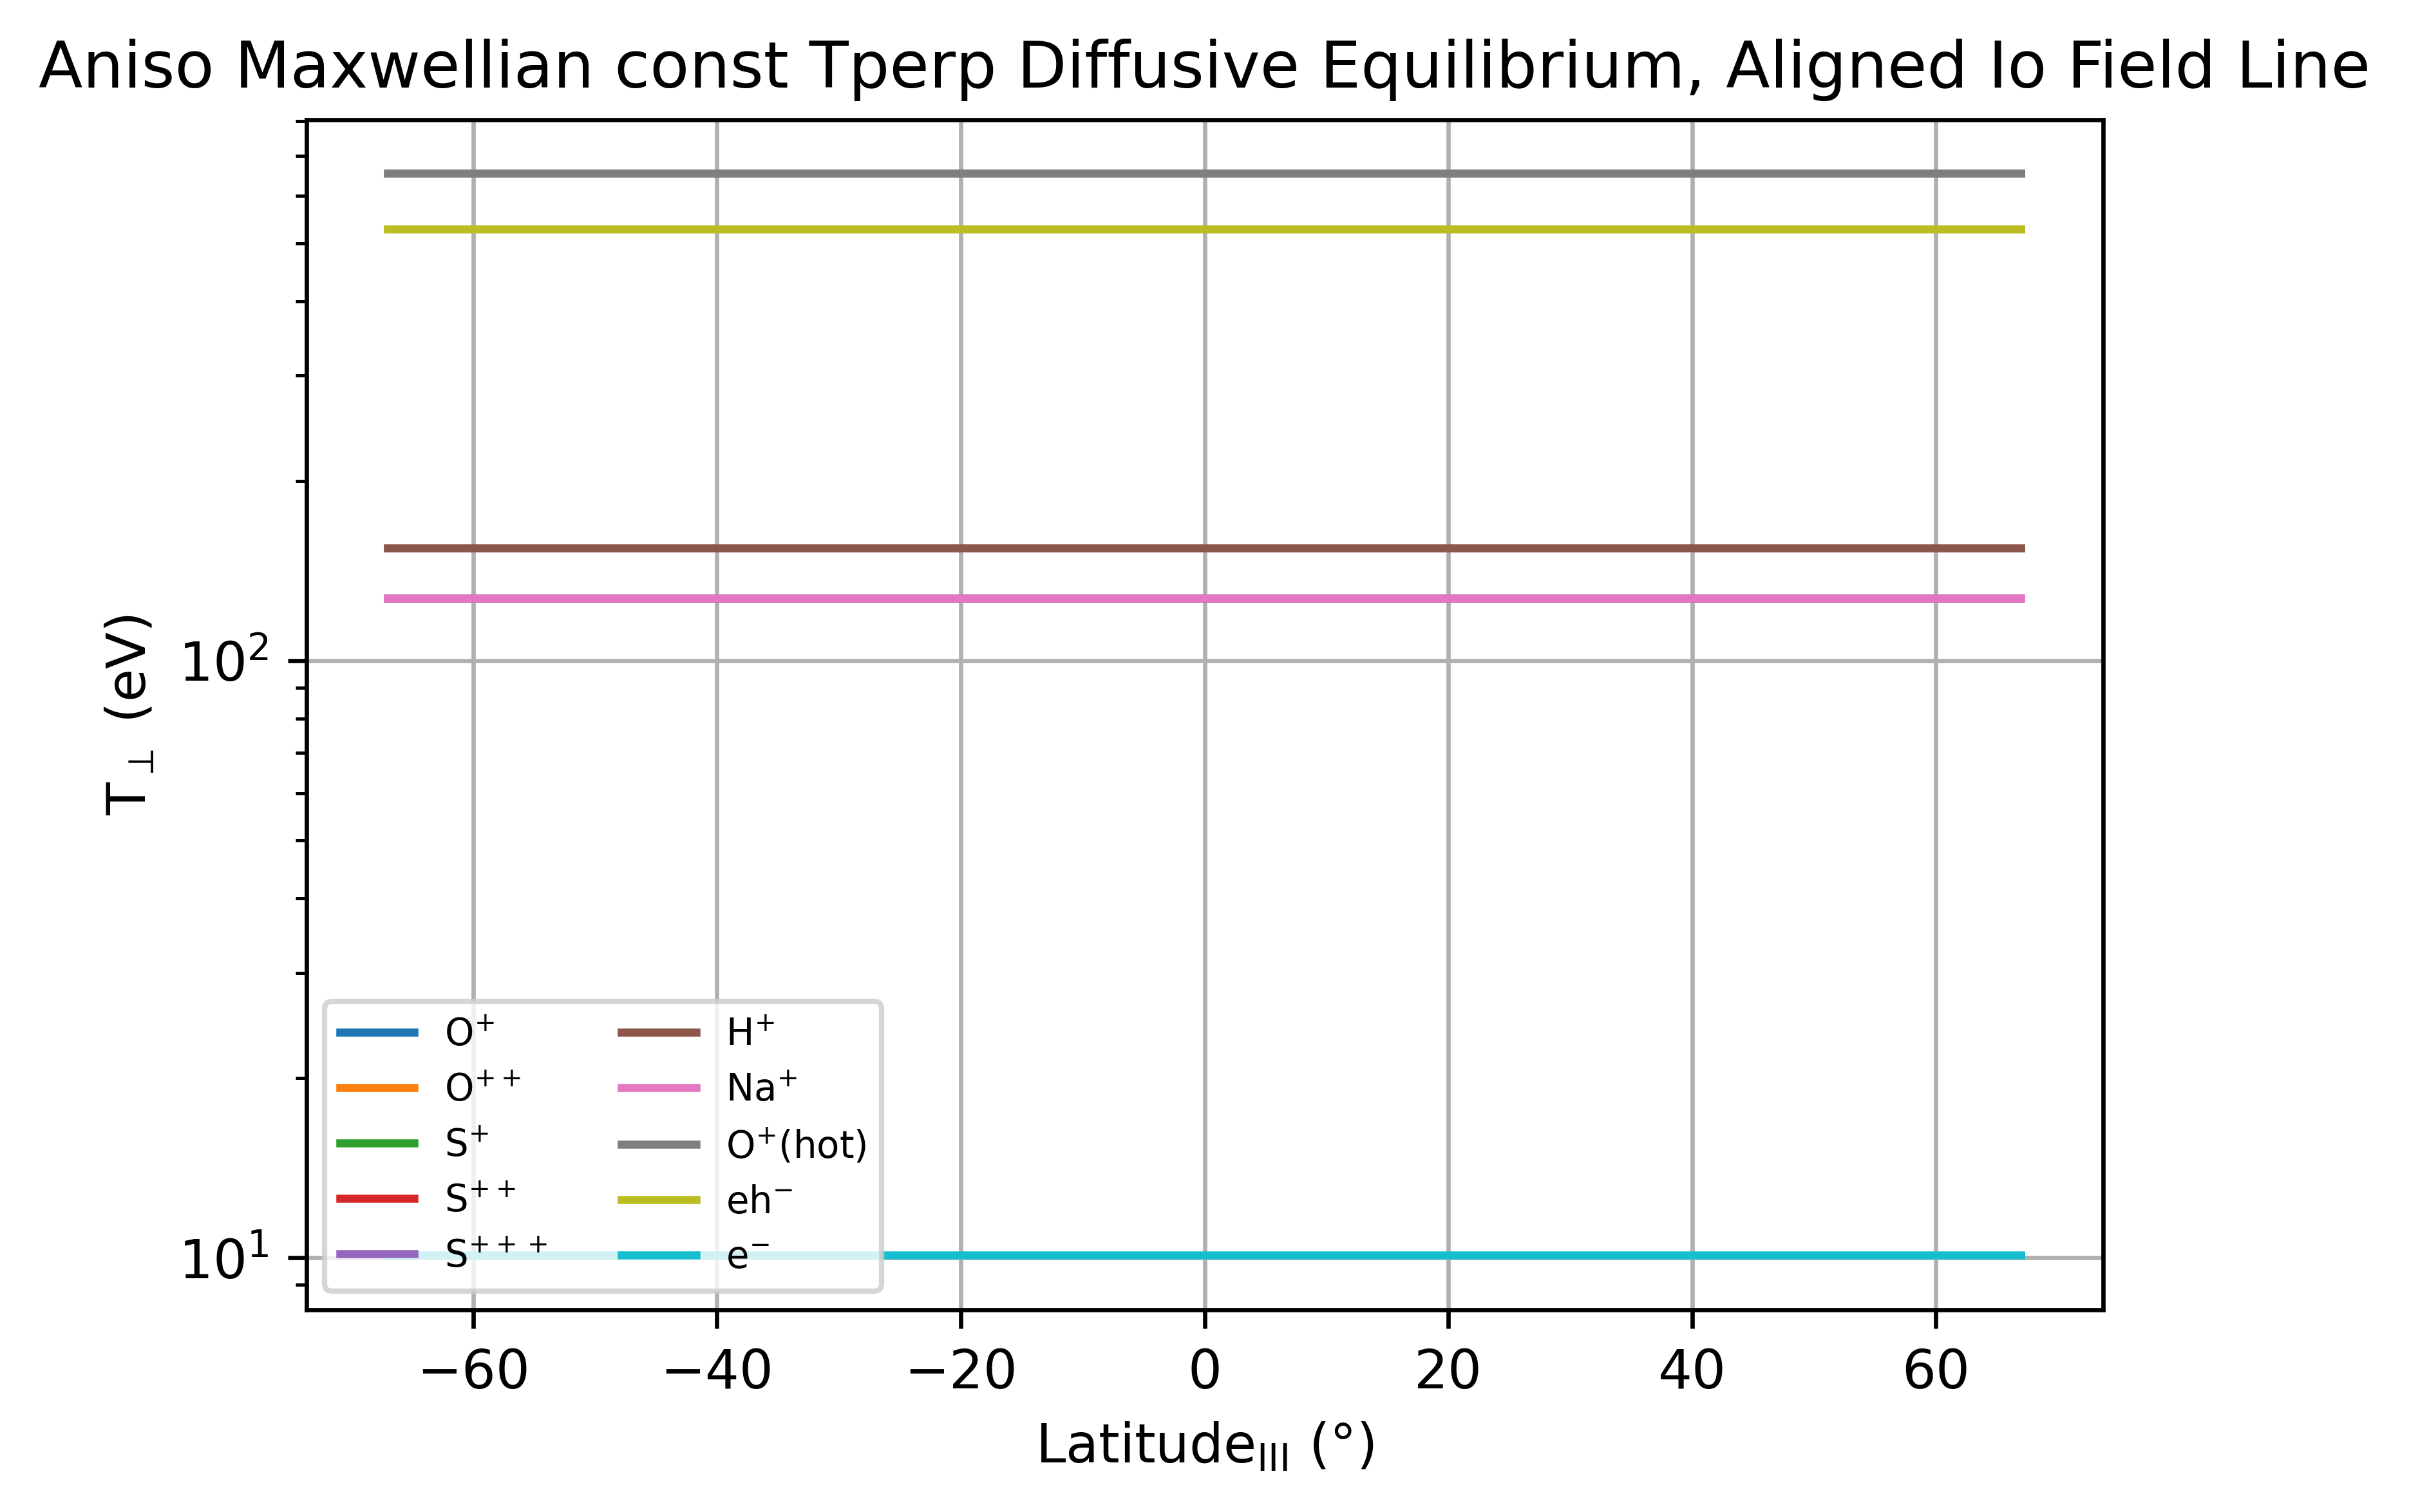 Aniso Maxwellian const Tperp Diffusive Equilibrium, Aligned Io Field Line
T⊥ (eV)
10²
10¹
O⁺
O⁺⁺
S⁺
S⁺⁺
S⁺⁺⁺
H⁺
Na⁺
O⁺(hot)
eh⁻
e⁻
−60 −40 −20 0 20 40 60
Latitude_III (°)